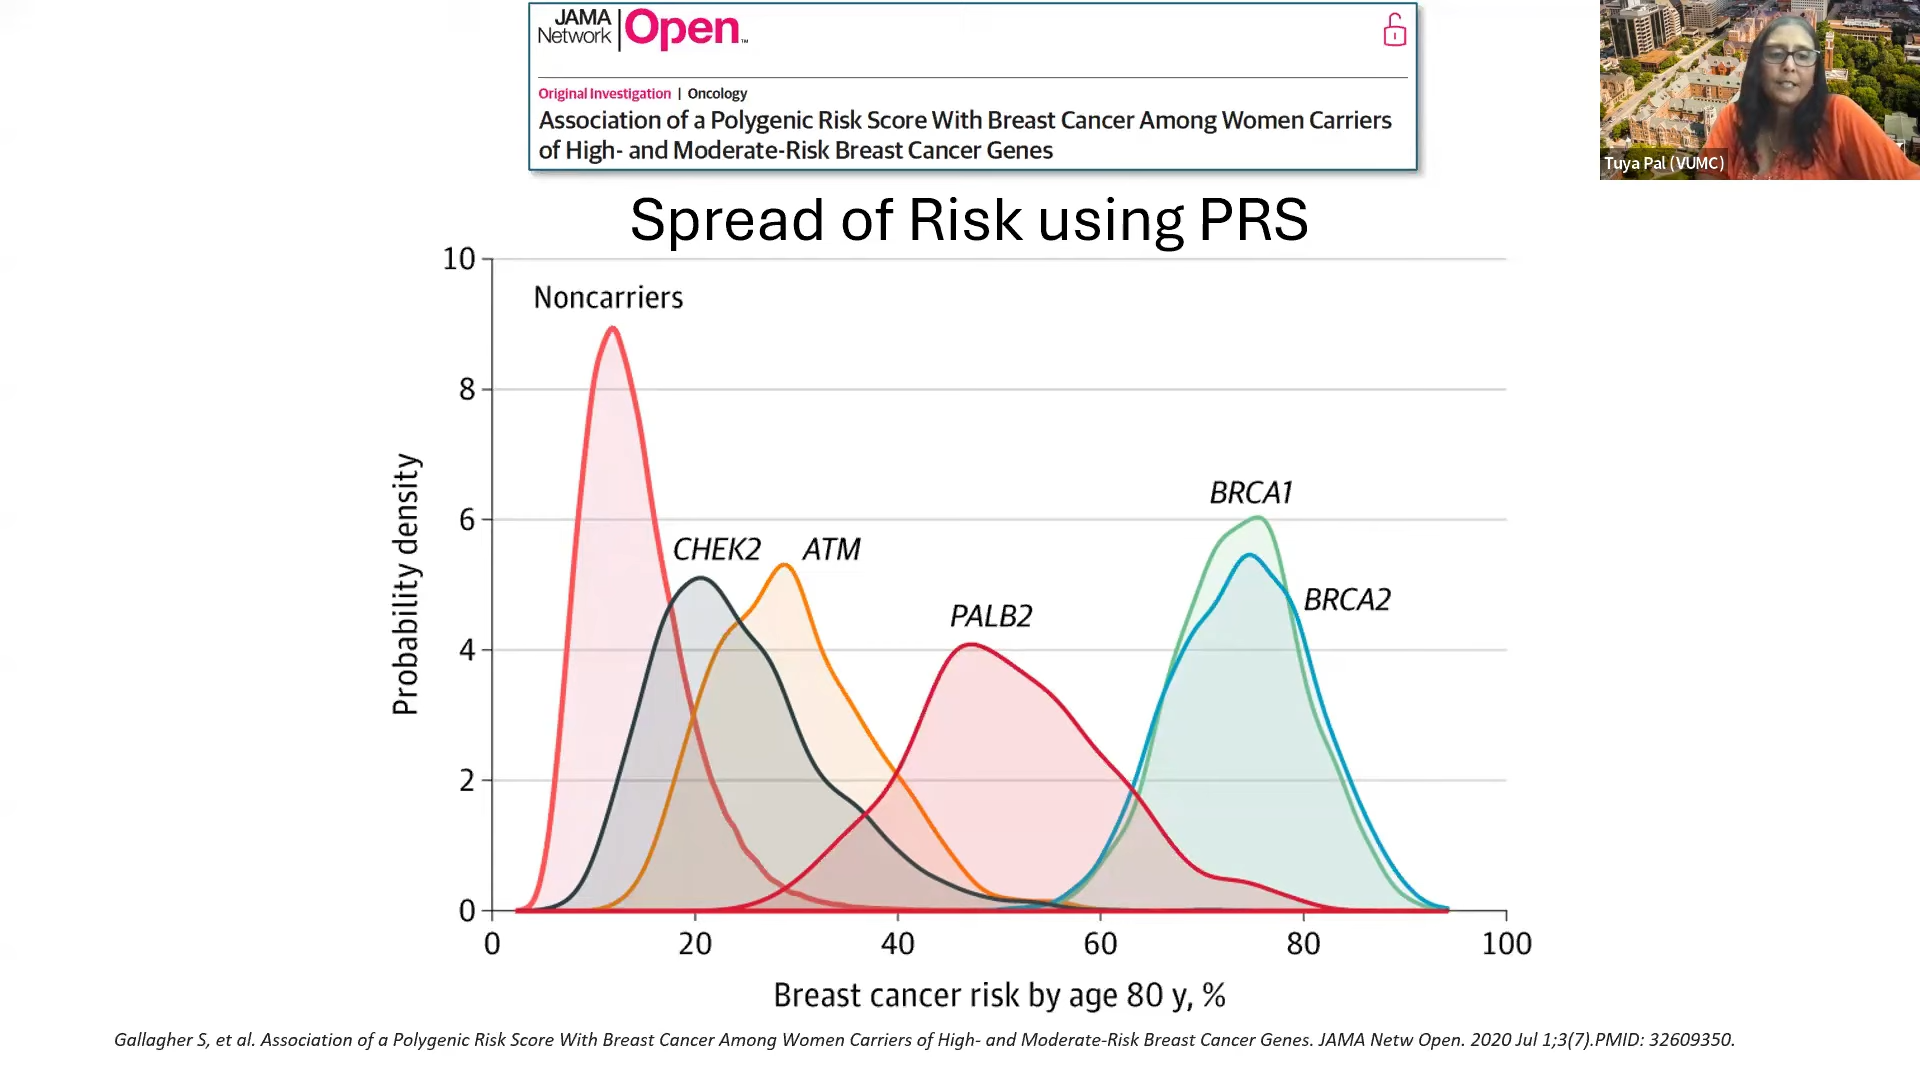 JAMA
Network
Open™
Original Investigation | Oncology
Association of a Polygenic Risk Score With Breast Cancer Among Women Carriers
of High- and Moderate-Risk Breast Cancer Genes
Tuya Pal (VUMC)
Spread of Risk using PRS
10
8
6
4
2
0
Probability density
Noncarriers
CHEK2
ATM
PALB2
BRCA1
BRCA2
0 20 40 60 80 100
Breast cancer risk by age 80 y, %
Gallagher S, et al. Association of a Polygenic Risk Score With Breast Cancer Among Women Carriers of High- and Moderate-Risk Breast Cancer Genes. JAMA Netw Open. 2020 Jul 1;3(7).PMID: 32609350.